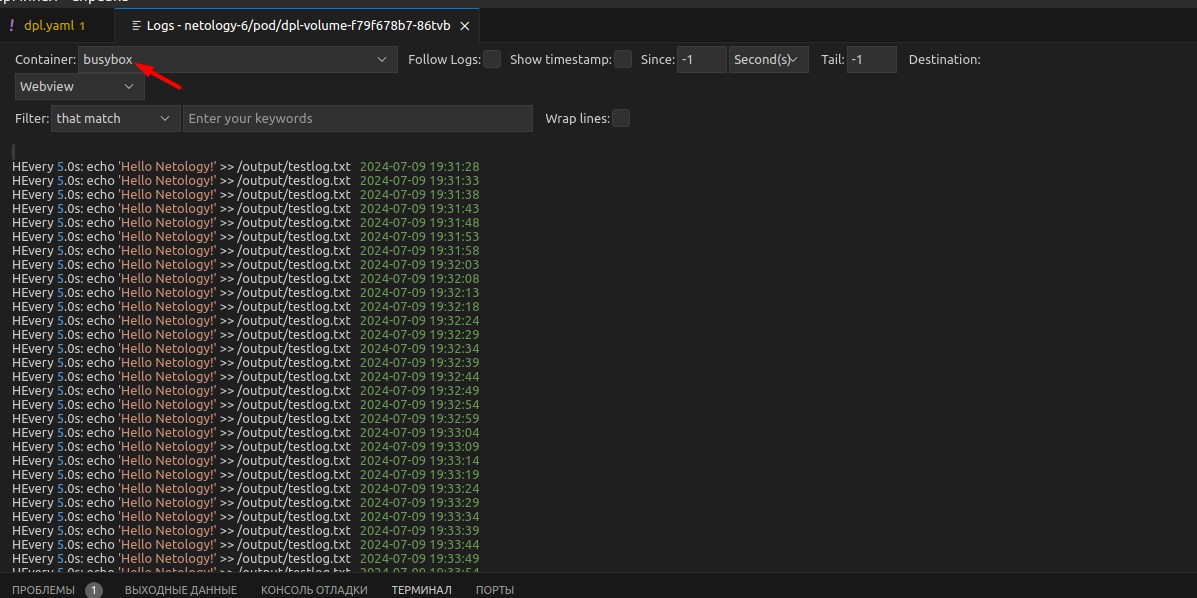 ! dpl.yaml 1
Logs - netology-6/pod/dpl-volume-f79f678b7-86tvb ×
Container: busybox Follow Logs: Show timestamp: Since: -1 Second(s) Tail: -1 Destination:
Webview
Filter: that match Enter your keywords Wrap lines:
HEvery 5.0s: echo 'Hello Netology!' >> /output/testlog.txt 2024-07-09 19:31:28
HEvery 5.0s: echo 'Hello Netology!' >> /output/testlog.txt 2024-07-09 19:31:33
HEvery 5.0s: echo 'Hello Netology!' >> /output/testlog.txt 2024-07-09 19:31:38
HEvery 5.0s: echo 'Hello Netology!' >> /output/testlog.txt 2024-07-09 19:31:43
HEvery 5.0s: echo 'Hello Netology!' >> /output/testlog.txt 2024-07-09 19:31:48
HEvery 5.0s: echo 'Hello Netology!' >> /output/testlog.txt 2024-07-09 19:31:53
HEvery 5.0s: echo 'Hello Netology!' >> /output/testlog.txt 2024-07-09 19:31:58
HEvery 5.0s: echo 'Hello Netology!' >> /output/testlog.txt 2024-07-09 19:32:03
HEvery 5.0s: echo 'Hello Netology!' >> /output/testlog.txt 2024-07-09 19:32:08
HEvery 5.0s: echo 'Hello Netology!' >> /output/testlog.txt 2024-07-09 19:32:13
HEvery 5.0s: echo 'Hello Netology!' >> /output/testlog.txt 2024-07-09 19:32:18
HEvery 5.0s: echo 'Hello Netology!' >> /output/testlog.txt 2024-07-09 19:32:24
HEvery 5.0s: echo 'Hello Netology!' >> /output/testlog.txt 2024-07-09 19:32:29
HEvery 5.0s: echo 'Hello Netology!' >> /output/testlog.txt 2024-07-09 19:32:34
HEvery 5.0s: echo 'Hello Netology!' >> /output/testlog.txt 2024-07-09 19:32:39
HEvery 5.0s: echo 'Hello Netology!' >> /output/testlog.txt 2024-07-09 19:32:44
HEvery 5.0s: echo 'Hello Netology!' >> /output/testlog.txt 2024-07-09 19:32:49
HEvery 5.0s: echo 'Hello Netology!' >> /output/testlog.txt 2024-07-09 19:32:54
HEvery 5.0s: echo 'Hello Netology!' >> /output/testlog.txt 2024-07-09 19:32:59
HEvery 5.0s: echo 'Hello Netology!' >> /output/testlog.txt 2024-07-09 19:33:04
HEvery 5.0s: echo 'Hello Netology!' >> /output/testlog.txt 2024-07-09 19:33:09
HEvery 5.0s: echo 'Hello Netology!' >> /output/testlog.txt 2024-07-09 19:33:14
HEvery 5.0s: echo 'Hello Netology!' >> /output/testlog.txt 2024-07-09 19:33:19
HEvery 5.0s: echo 'Hello Netology!' >> /output/testlog.txt 2024-07-09 19:33:24
HEvery 5.0s: echo 'Hello Netology!' >> /output/testlog.txt 2024-07-09 19:33:29
HEvery 5.0s: echo 'Hello Netology!' >> /output/testlog.txt 2024-07-09 19:33:34
HEvery 5.0s: echo 'Hello Netology!' >> /output/testlog.txt 2024-07-09 19:33:39
HEvery 5.0s: echo 'Hello Netology!' >> /output/testlog.txt 2024-07-09 19:33:44
HEvery 5.0s: echo 'Hello Netology!' >> /output/testlog.txt 2024-07-09 19:33:49
ПРОБЛЕМЫ 1 ВЫХОДНЫЕ ДАННЫЕ КОНСОЛЬ ОТЛАДКИ ТЕРМИНАЛ ПОРТЫ